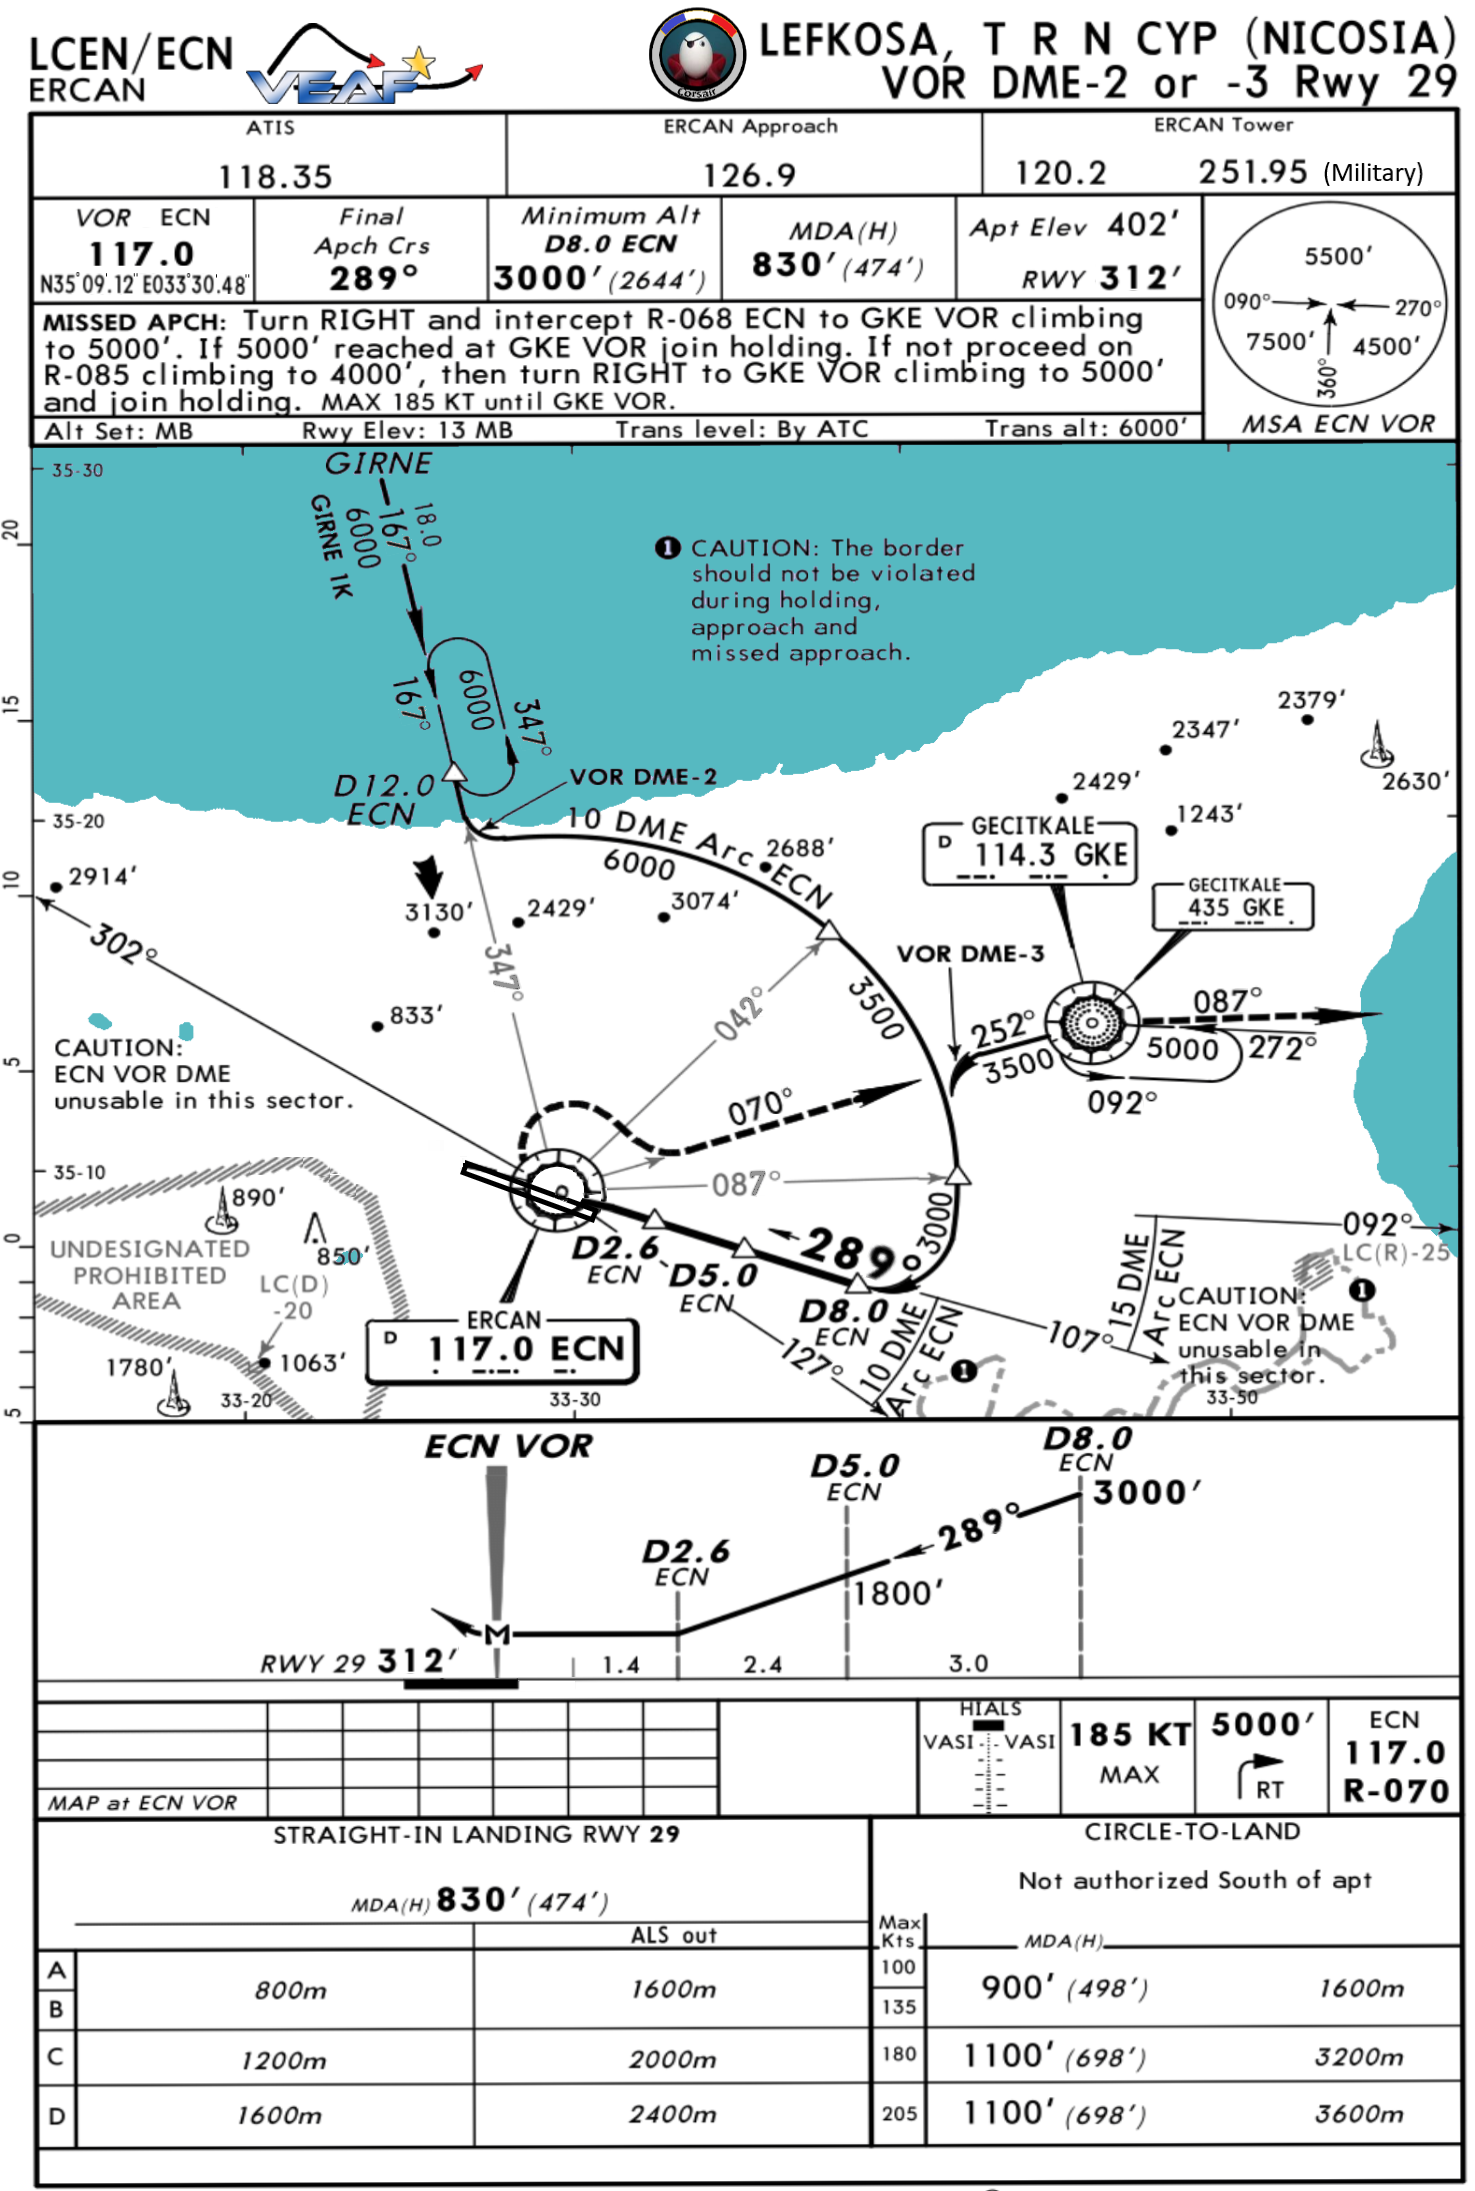 LCEN/ECN
ERCAN
VEAF
Corsair
LEFKOSA, T R N CYP (NICOSIA)
VOR DME-2 or -3 Rwy 29
ATIS
118.35
ERCAN Approach
126.9
ERCAN Tower
120.2 251.95 (Military)
VOR ECN
117.0
N35°09.12' E033°30.48'
Final
Apch Crs
289°
Minimum Alt
D8.0 ECN
3000' (2644')
MDA(H)
830' (474')
Apt Elev 402'
RWY 312'
5500'
090°
270°
7500'
4500'
360°
MSA ECN VOR
MISSED APCH: Turn RIGHT and intercept R-068 ECN to GKE VOR climbing
to 5000'. If 5000' reached at GKE VOR join holding. If not proceed on
R-085 climbing to 4000', then turn RIGHT to GKE VOR climbing to 5000'
and join holding. MAX 185 KT until GKE VOR.
Alt Set: MB Rwy Elev: 13 MB Trans level: By ATC Trans alt: 6000'
35-30
GIRNE
18.0
167°
6000
GIRNE 1K
1 CAUTION: The border
should not be violated
during holding,
approach and
missed approach.
20
15
10
5
0
5
167°
6000
347°
D12.0
ECN
VOR DME-2
10 DME Arc ECN
6000
35-20
2379'
2347'
2630'
2429'
1243'
2688'
2914'
3130'
2429'
3074'
GECITKALE
D 114.3 GKE
GECITKALE
435 GKE
302°
347°
042°
VOR DME-3
3500
833'
252°
3500
087°
5000
272°
092°
CAUTION:
ECN VOR DME
unusable in this sector.
070°
087°
35-10
890'
850'
UNDESIGNATED
PROHIBITED
AREA
LC(D)
-20
1780'
1063'
33-20
33-30
33-50
D2.6
ECN
D5.0
ECN
D8.0
ECN
289°
3000
ERCAN
D 117.0 ECN
127°
10 DME
Arc ECN
107°
15 DME
Arc ECN
092°
LC(R)-25
1
1
CAUTION:
ECN VOR DME
unusable in
this sector.
ECN VOR
D8.0
ECN
3000'
D5.0
ECN
289°
1800'
D2.6
ECN
M
RWY 29 312'
1.4 2.4 3.0
MAP at ECN VOR
HIALS
VASI VASI
185 KT
MAX
5000'
RT
ECN
117.0
R-070
STRAIGHT-IN LANDING RWY 29
MDA(H) 830' (474')
ALS out
A
B
800m 1600m
C 1200m 2000m
D 1600m 2400m
CIRCLE-TO-LAND
Not authorized South of apt
Max
Kts
MDA(H)
100
135
900' (498') 1600m
180 1100' (698') 3200m
205 1100' (698') 3600m